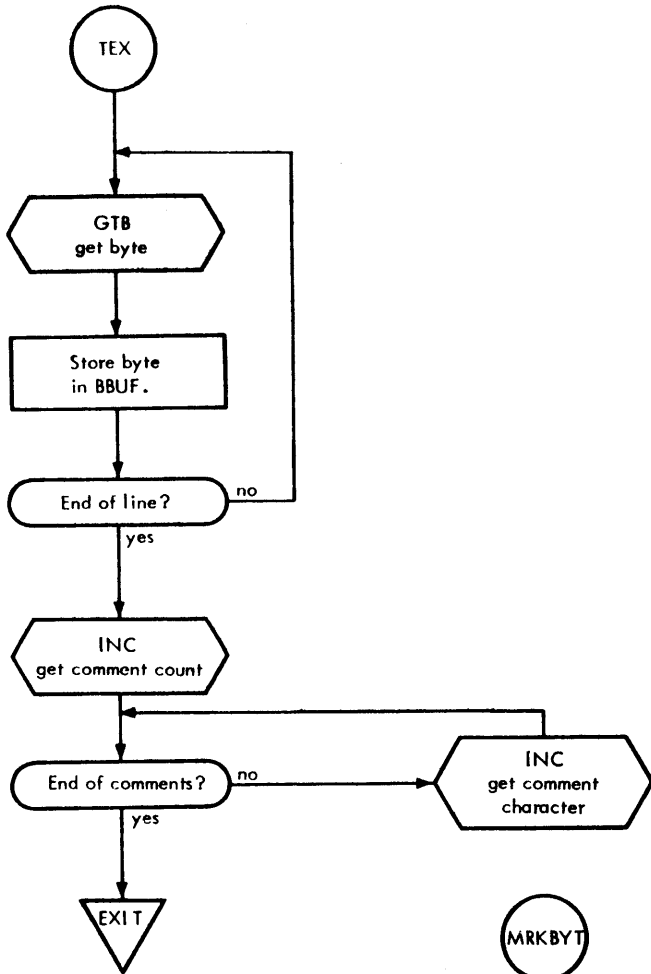 TEX
GTB
get byte
Store byte
in BBUF.
End of line?
no
yes
INC
get comment count
End of comments?
no
yes
INC
get comment
character
EXIT
MRKBYT